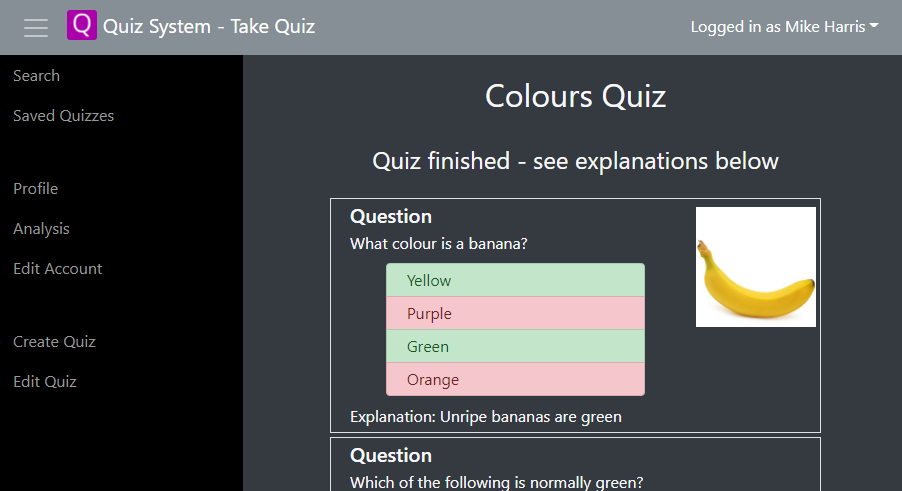 Q Quiz System - Take Quiz
Logged in as Mike Harris
Search
Saved Quizzes
Profile
Analysis
Edit Account
Create Quiz
Edit Quiz
Colours Quiz
Quiz finished - see explanations below
Question
What colour is a banana?
Yellow
Purple
Green
Orange
Explanation: Unripe bananas are green
Question
Which of the following is normally green?